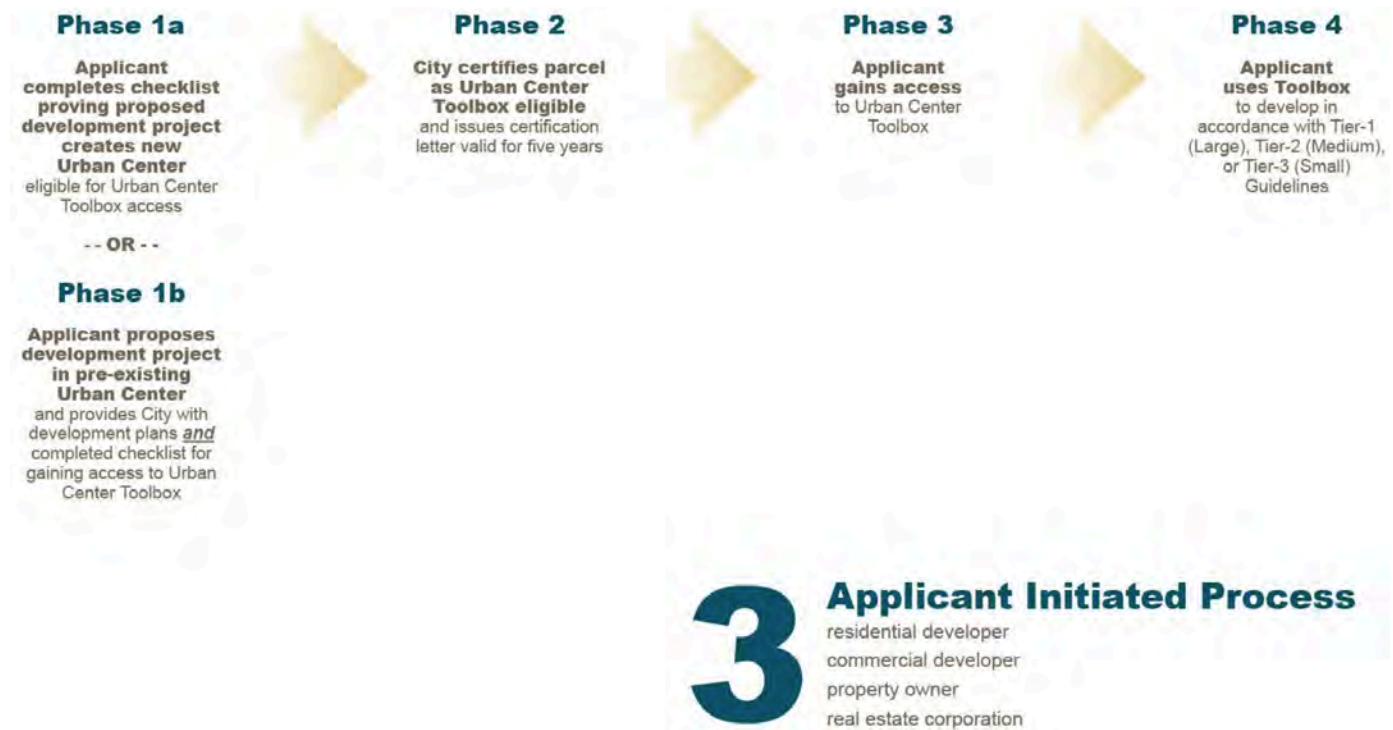 Phase 1a
Applicant
completes checklist
proving proposed
development project
creates new
Urban Center
eligible for Urban Center
Toolbox access
- - OR - -
Phase 1b
Applicant proposes
development project
in pre-existing
Urban Center
and provides City with
development plans and
completed checklist for
gaining access to Urban
Center Toolbox
Phase 2
City certifies parcel
as Urban Center
Toolbox eligible
and issues certification
letter valid for five years
Phase 3
Applicant
gains access
to Urban Center
Toolbox
Phase 4
Applicant
uses Toolbox
to develop in
accordance with Tier-1
(Large), Tier-2 (Medium),
or Tier-3 (Small)
Guidelines
3
Applicant Initiated Process
residential developer
commercial developer
property owner
real estate corporation